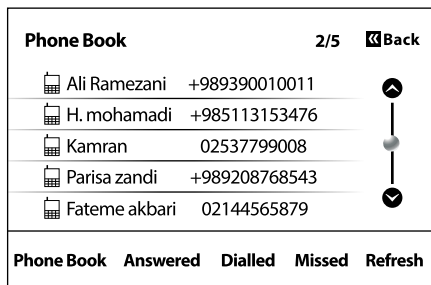 Phone Book 2/5 Back
Ali Ramezani +989390010011
H. mohamadi +985113153476
Kamran 02537799008
Parisa zandi +989208768543
Fateme akbari 02144565879
Phone Book Answered Dialled Missed Refresh